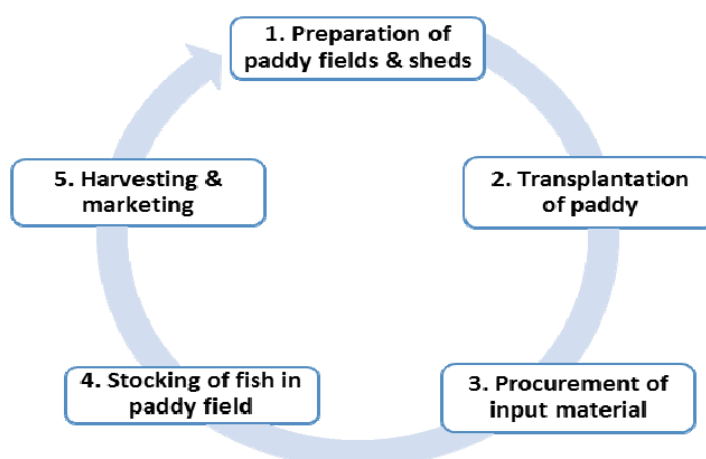 1. Preparation of
paddy fields & sheds
2. Transplantation
of paddy
3. Procurement of
input material
4. Stocking of fish in
paddy field
5. Harvesting &
marketing